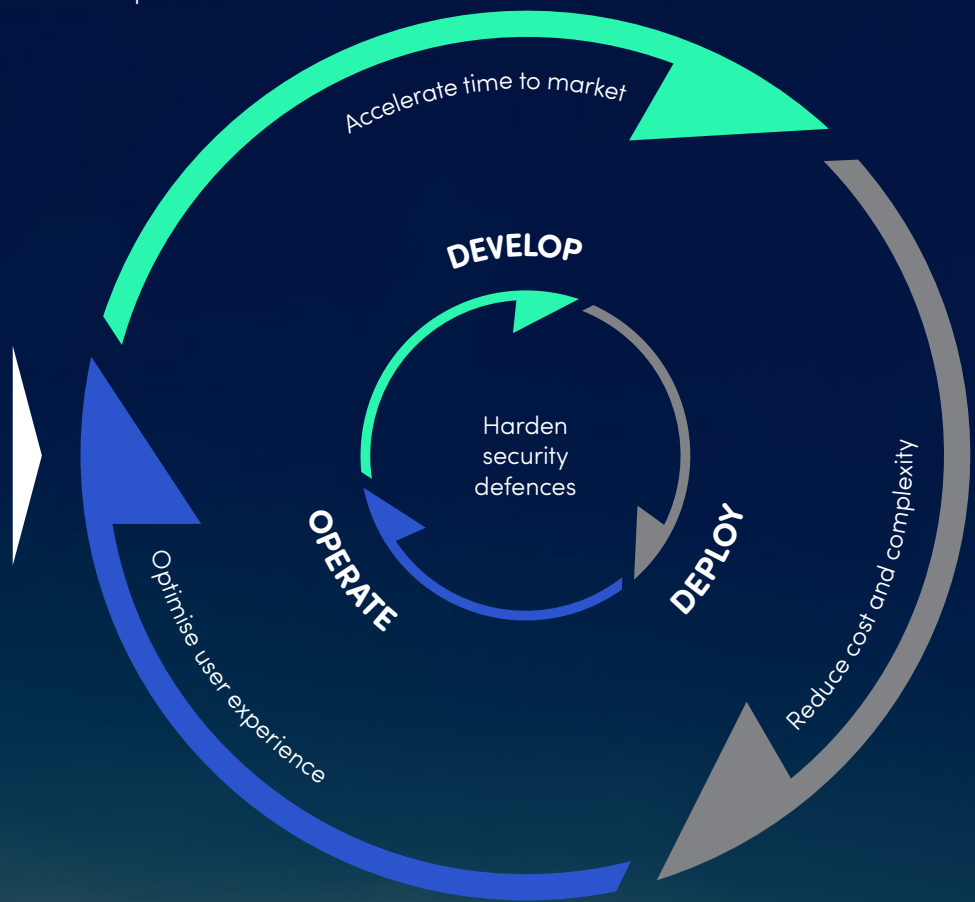 Accelerate time to market
DEVELOP
Harden
security
defences
OPERATE
DEPLOY
Optimise user experience
Reduce cost and complexity